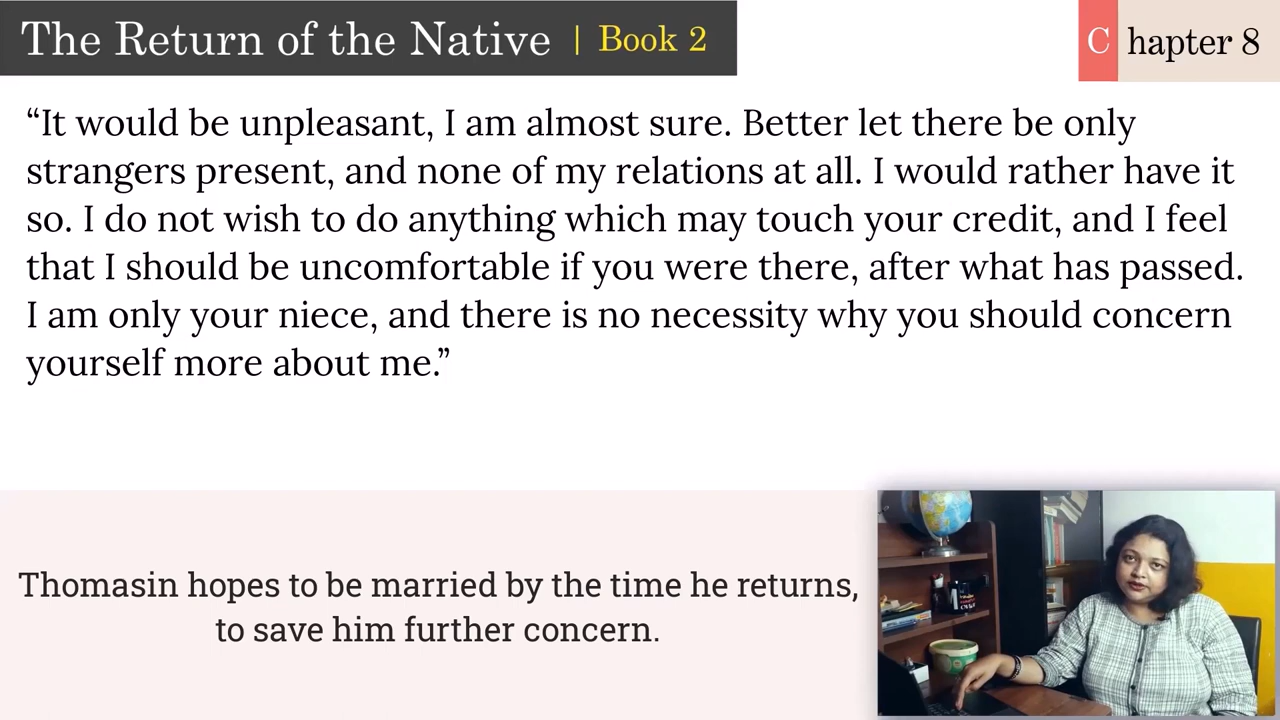 The Return of the Native | Book 2
Chapter 8
“It would be unpleasant, I am almost sure. Better let there be only
strangers present, and none of my relations at all. I would rather have it
so. I do not wish to do anything which may touch your credit, and I feel
that I should be uncomfortable if you were there, after what has passed.
I am only your niece, and there is no necessity why you should concern
yourself more about me.”
Thomasin hopes to be married by the time he returns,
to save him further concern.